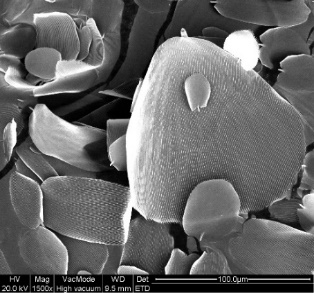 HV Mag VacMode WD Det
20.0 kV 1500x High vacuum 9.5 mm ETD
100.0µm